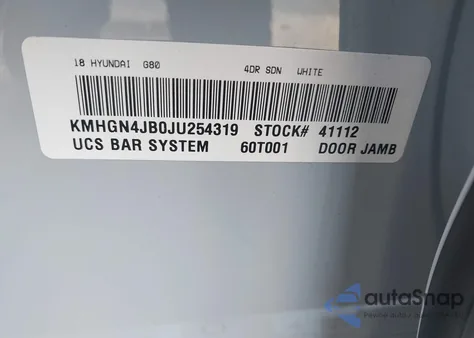 18 HYUNDAI G80 4DR SDN WHITE
KMHGN4JB0JU254319 STOCK# 41112
UCS BAR SYSTEM 60T001 DOOR JAMB
autoSnap